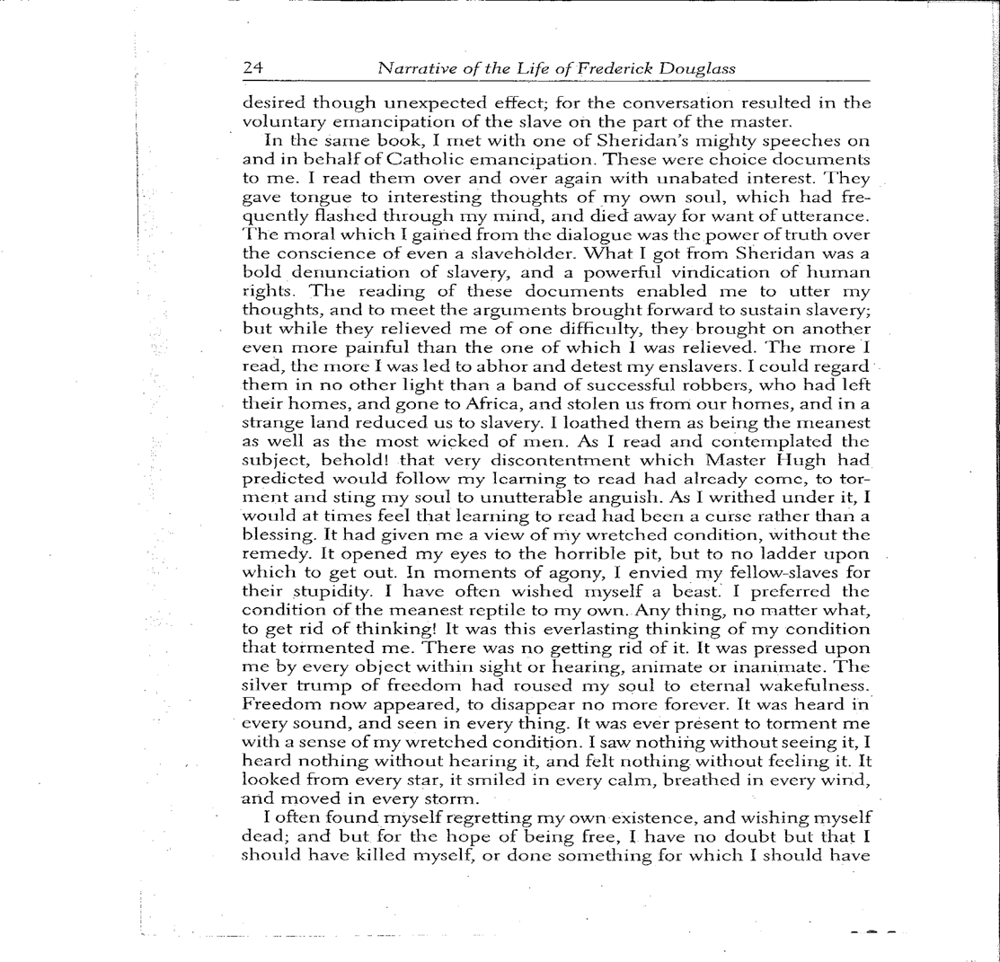 24 Narrative of the Life of Frederick Douglass
desired though unexpected effect; for the conversation resulted in the
voluntary emancipation of the slave on the part of the master.
In the same book, I met with one of Sheridan's mighty speeches on
and in behalf of Catholic emancipation. These were choice documents
to me. I read them over and over again with unabated interest. They
gave tongue to interesting thoughts of my own soul, which had fre-
quently flashed through my mind, and died away for want of utterance.
The moral which I gained from the dialogue was the power of truth over
the conscience of even a slaveholder. What I got from Sheridan was a
bold denunciation of slavery, and a powerful vindication of human
rights. The reading of these documents enabled me to utter my
thoughts, and to meet the arguments brought forward to sustain slavery;
but while they relieved me of one difficulty, they brought on another
even more painful than the one of which I was relieved. The more I
read, the more I was led to abhor and detest my enslavers. I could regard
them in no other light than a band of successful robbers, who had left
their homes, and gone to Africa, and stolen us from our homes, and in a
strange land reduced us to slavery. I loathed them as being the meanest
as well as the most wicked of men. As I read and contemplated the
subject, behold! that very discontentment which Master Hugh had
predicted would follow my learning to read had already come, to tor-
ment and sting my soul to unutterable anguish. As I writhed under it, I
would at times feel that learning to read had been a curse rather than a
blessing. It had given me a view of my wretched condition, without the
remedy. It opened my eyes to the horrible pit, but to no ladder upon
which to get out. In moments of agony, I envied my fellow-slaves for
their stupidity. I have often wished myself a beast. I preferred the
condition of the meanest reptile to my own. Any thing, no matter what,
to get rid of thinking! It was this everlasting thinking of my condition
that tormented me. There was no getting rid of it. It was pressed upon
me by every object within sight or hearing, animate or inanimate. The
silver trump of freedom had roused my soul to eternal wakefulness.
Freedom now appeared, to disappear no more forever. It was heard in
every sound, and seen in every thing. It was ever present to torment me
with a sense of my wretched condition. I saw nothing without seeing it, I
heard nothing without hearing it, and felt nothing without feeling it. It
looked from every star, it smiled in every calm, breathed in every wind,
and moved in every storm.
I often found myself regretting my own existence, and wishing myself
dead; and but for the hope of being free, I have no doubt but that I
should have killed myself, or done something for which I should have